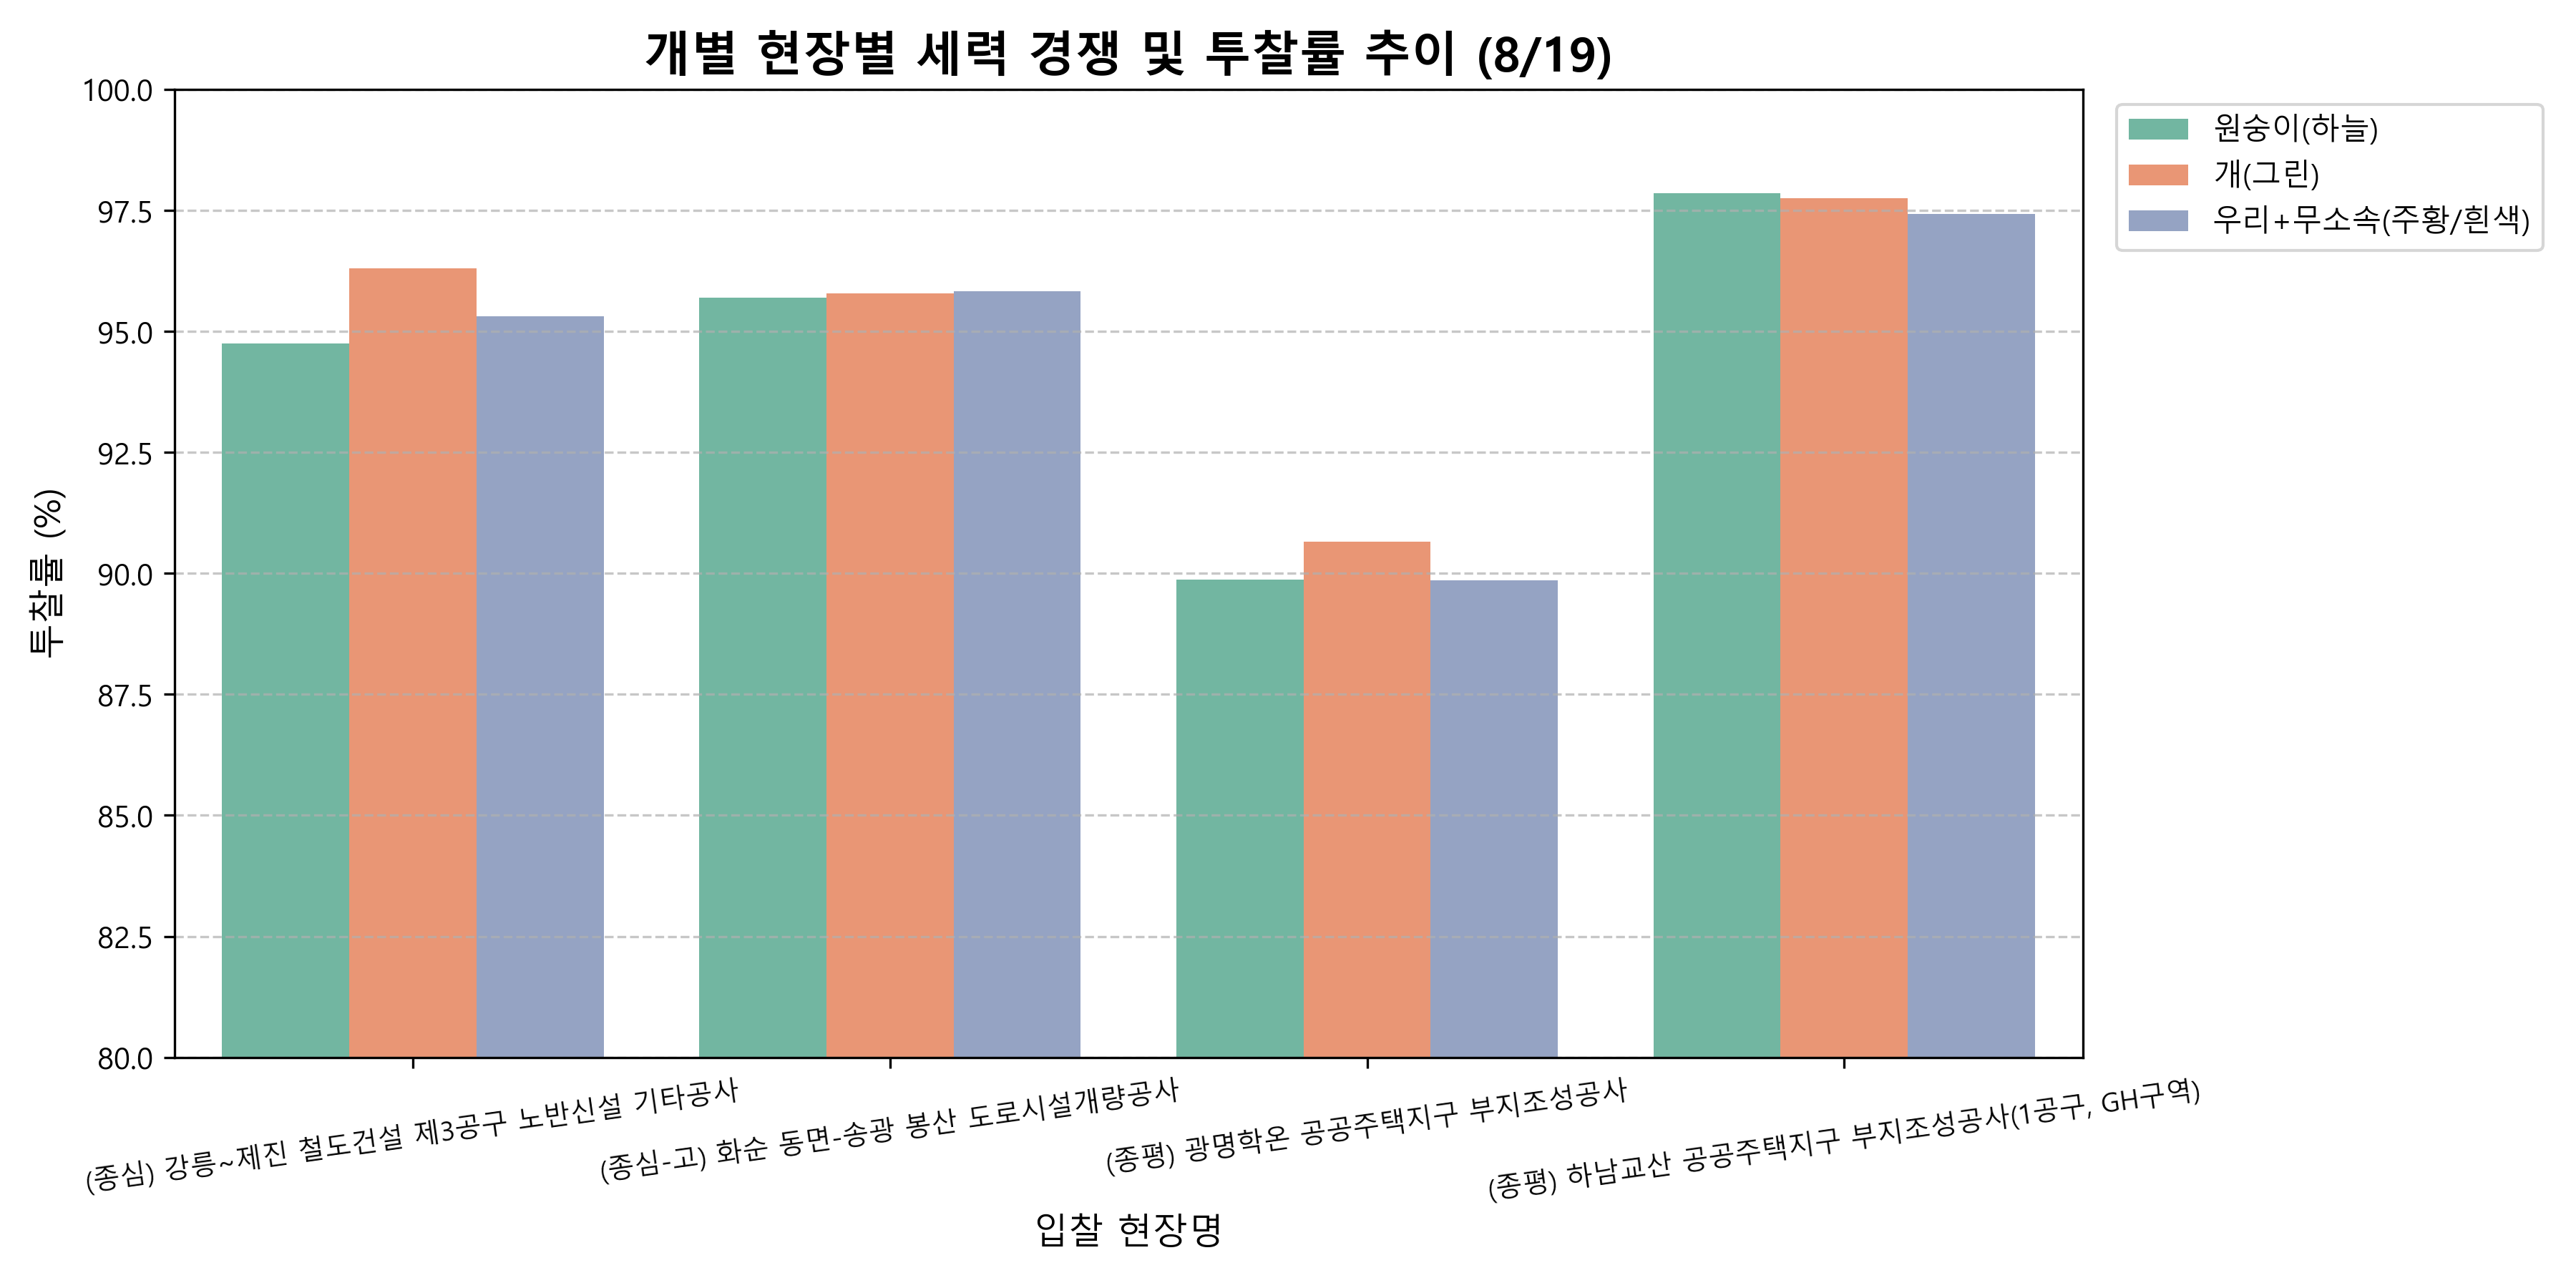 개별 현장별 세력 경쟁 및 투찰률 추이 (8/19)
100.0
97.5
95.0
92.5
90.0
87.5
85.0
82.5
80.0
투찰률 (%)
원숭이(하늘)
개(그린)
우리+무소속(주황/흰색)
(종심) 강릉~제진 철도건설 제3공구 노반신설 기타공사
(종심-고) 화순 동면-송광 봉산 도로시설개량공사
(종평) 광명학온 공공주택지구 부지조성공사
(종평) 하남교산 공공주택지구 부지조성공사(1공구, GH구역)
입찰 현장명